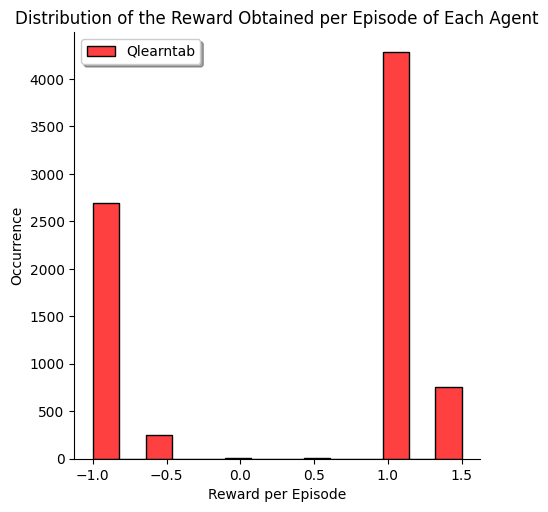 Distribution of the Reward Obtained per Episode of Each Agent
Qlearntab
4000
3500
3000
2500
2000
1500
1000
500
0
Occurrence
−1.0 −0.5 0.0 0.5 1.0 1.5
Reward per Episode